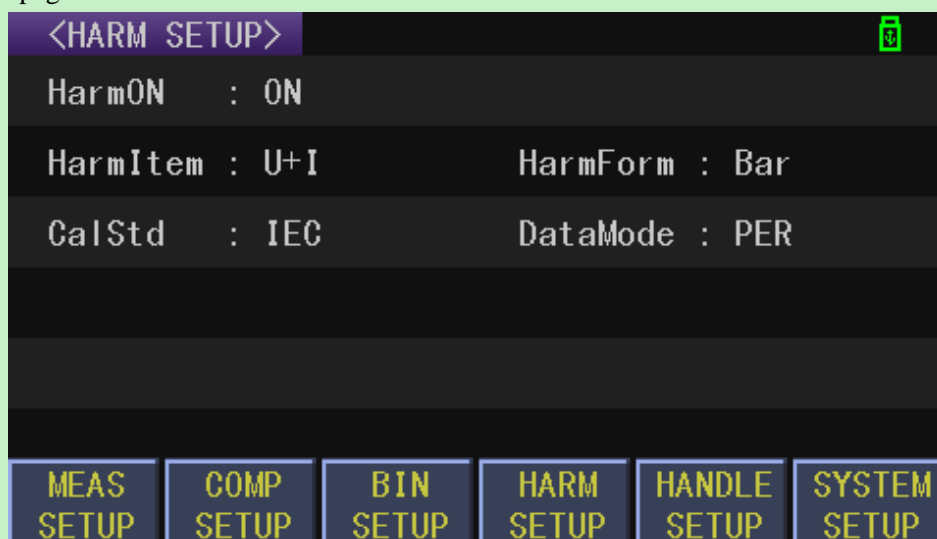 <HARM SETUP>
HarmON : ON
HarmItem : U+I HarmForm : Bar
CalStd : IEC DataMode : PER
MEAS SETUP COMP SETUP BIN SETUP HARM SETUP HANDLE SETUP SYSTEM SETUP